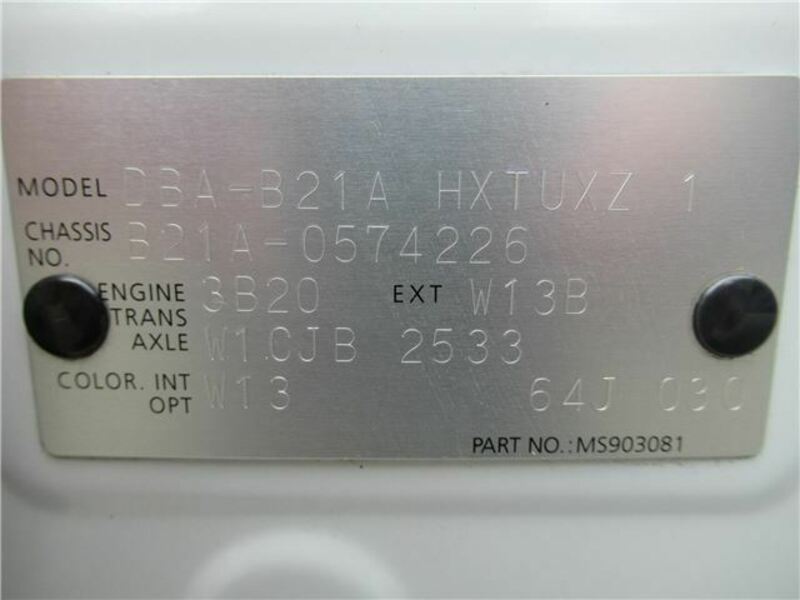 MODEL DBA-B21A HXTUXZ 1
CHASSIS NO. B21A-0574226
ENGINE 3B20 EXT W13B
TRANS AXLE W1CJB 2533
COLOR. INT OPT W13 64J 030
PART NO.:MS903081